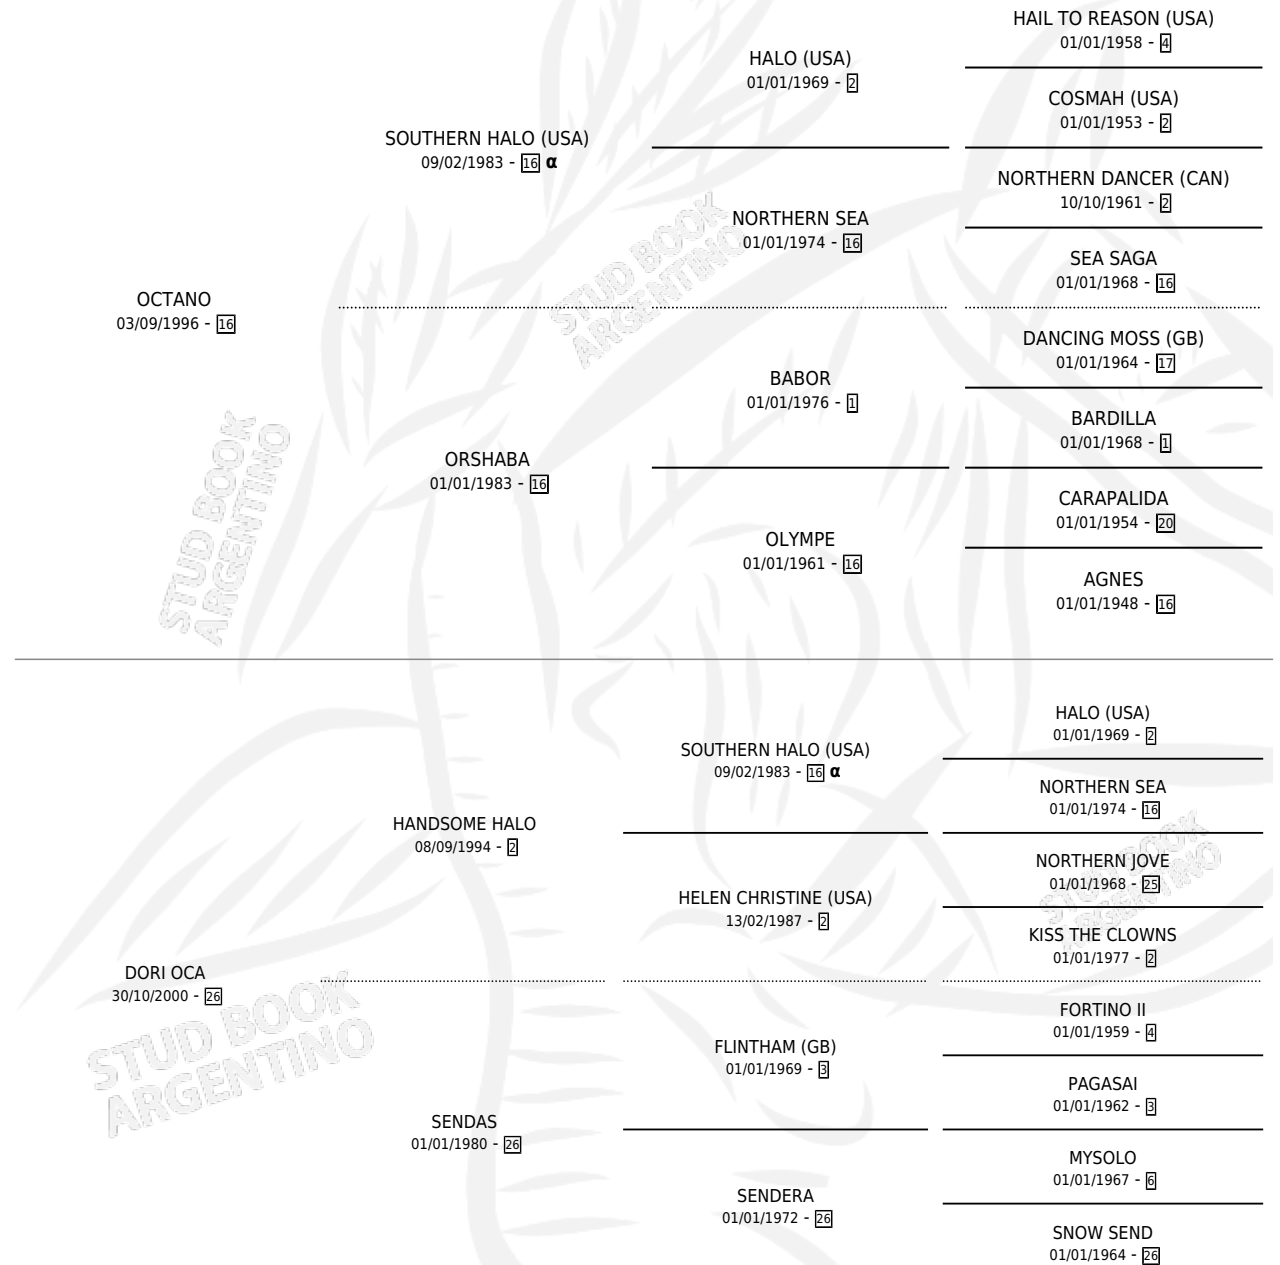 HAIL TO REASON (USA)
01/01/1958 - 4
HALO (USA)
01/01/1969 - 2
COSMAH (USA)
01/01/1953 - 2
SOUTHERN HALO (USA)
09/02/1983 - 16 α
NORTHERN DANCER (CAN)
10/10/1961 - 2
NORTHERN SEA
01/01/1974 - 16
SEA SAGA
01/01/1968 - 16
OCTANO
03/09/1996 - 16
STUD BOOK
ARGENTINO
DANCING MOSS (GB)
01/01/1964 - 17
BABOR
01/01/1976 - 1
BARDILLA
01/01/1968 - 1
ORSHABA
01/01/1983 - 16
STUD BOOK
ARGENTINO
CARAPALIDA
01/01/1954 - 20
OLYMPE
01/01/1961 - 16
AGNES
01/01/1948 - 16
HALO (USA)
01/01/1969 - 2
SOUTHERN HALO (USA)
09/02/1983 - 16 α
NORTHERN SEA
01/01/1974 - 16
HANDSOME HALO
08/09/1994 - 2
STUD BOOK
ARGENTINO
NORTHERN JOVE
01/01/1968 - 25
HELEN CHRISTINE (USA)
13/02/1987 - 2
KISS THE CLOWNS
01/01/1977 - 2
DORI OCA
30/10/2000 - 26
STUD BOOK
ARGENTINO
FORTINO II
01/01/1959 - 4
FLINTHAM (GB)
01/01/1969 - 3
PAGASAI
01/01/1962 - 3
SENDAS
01/01/1980 - 26
MYSOLO
01/01/1967 - 6
SENDERA
01/01/1972 - 26
SNOW SEND
01/01/1964 - 26